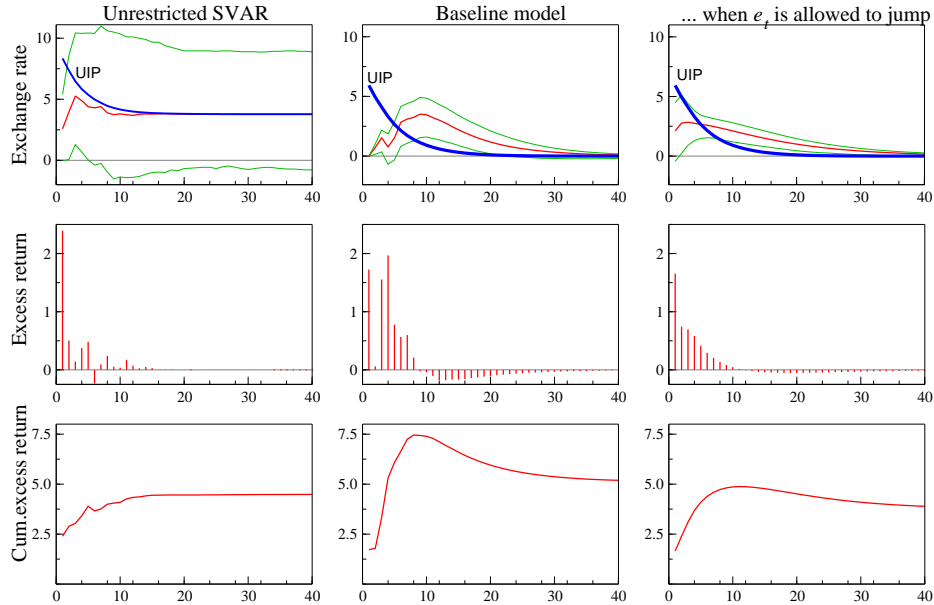 Unrestricted SVAR
Baseline model
... when e_t is allowed to jump
Exchange rate
10
5
0
UIP
0 10 20 30 40
10
5
0
UIP
0 10 20 30 40
10
5
0
UIP
0 10 20 30 40
Excess return
2
1
0
0 10 20 30 40
2
1
0
0 10 20 30 40
2
1
0
0 10 20 30 40
Cum.excess return
7.5
5.0
2.5
0 10 20 30 40
7.5
5.0
2.5
0 10 20 30 40
7.5
5.0
2.5
0 10 20 30 40